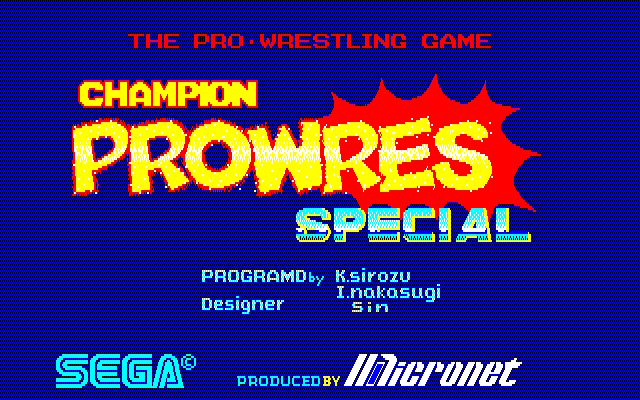 THE PRO·WRESTLING GAME
CHAMPION
PROWRES
SPECIAL
PROGRAMD by K.sirozu
I.nakasugi
Designer Sin
SEGA©
PRODUCED BY Micronet